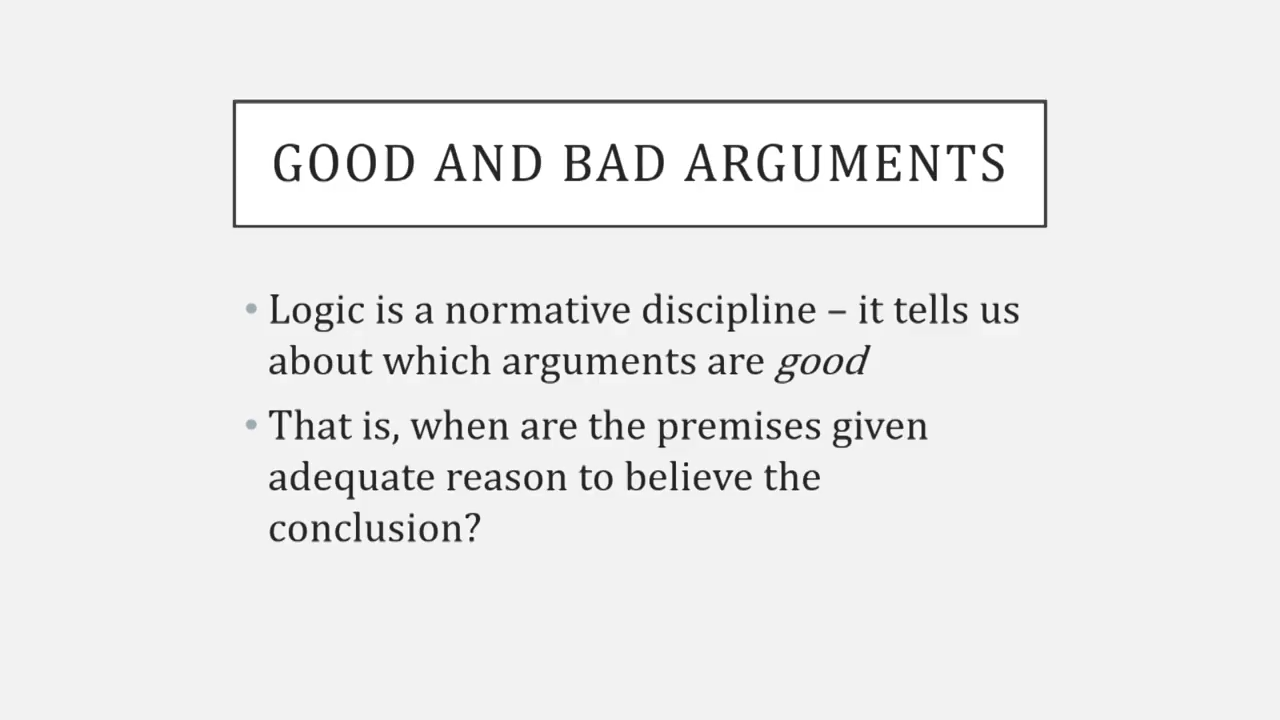 GOOD AND BAD ARGUMENTS
• Logic is a normative discipline – it tells us
about which arguments are good
• That is, when are the premises given
adequate reason to believe the
conclusion?